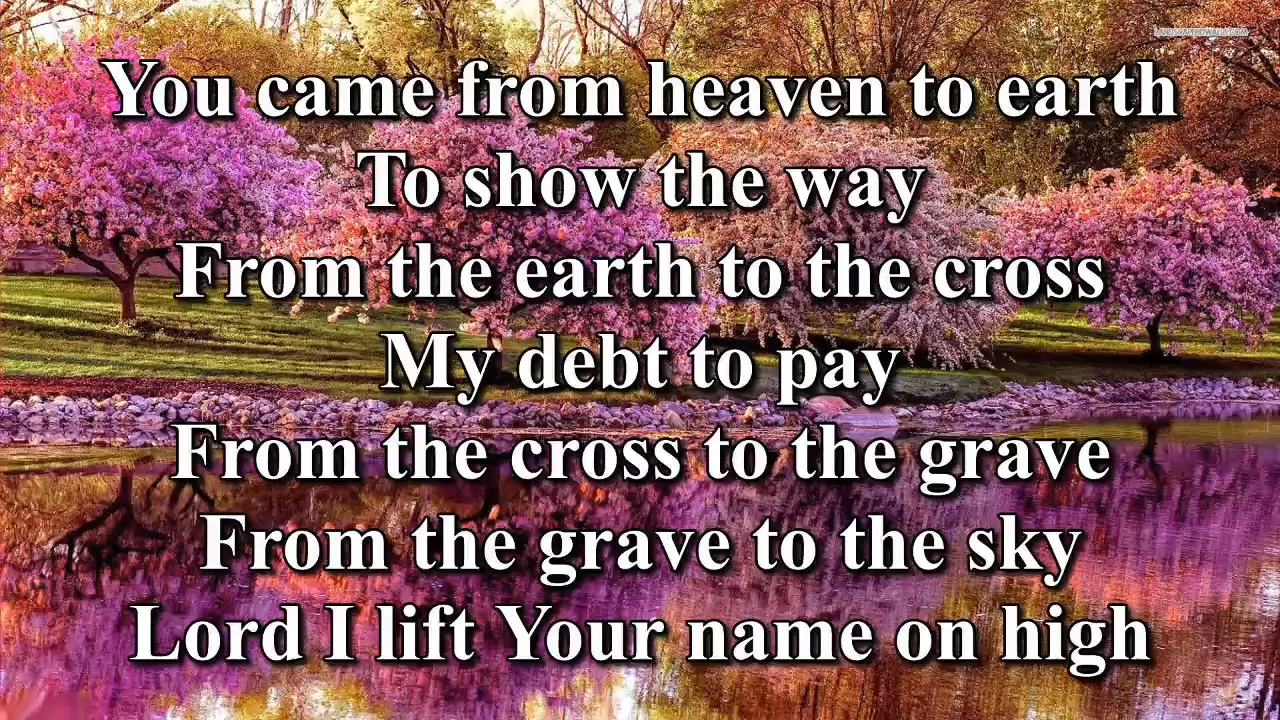 You came from heaven to earth
To show the way
From the earth to the cross
My debt to pay
From the cross to the grave
From the grave to the sky
Lord I lift Your name on high